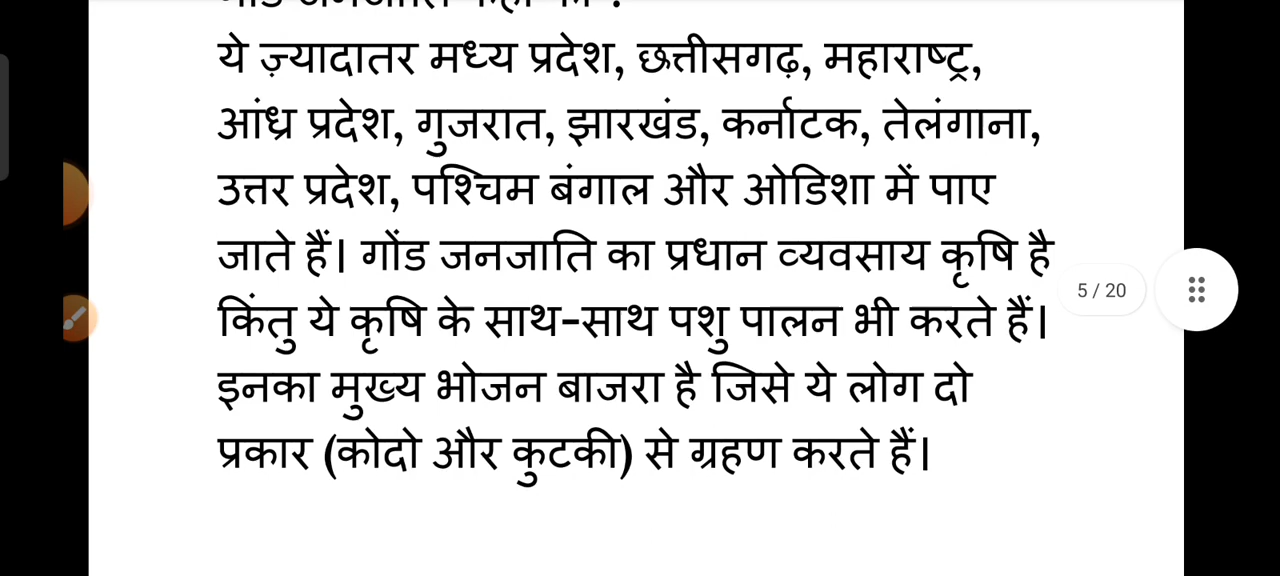 ये ज़्यादातर मध्य प्रदेश, छत्तीसगढ़, महाराष्ट्र,
आंध्र प्रदेश, गुजरात, झारखंड, कर्नाटक, तेलंगाना,
उत्तर प्रदेश, पश्चिम बंगाल और ओडिशा में पाए
जाते हैं। गोंड जनजाति का प्रधान व्यवसाय कृषि है
किंतु ये कृषि के साथ-साथ पशु पालन भी करते हैं।
इनका मुख्य भोजन बाजरा है जिसे ये लोग दो
प्रकार (कोदो और कुटकी) से ग्रहण करते हैं।
5 / 20